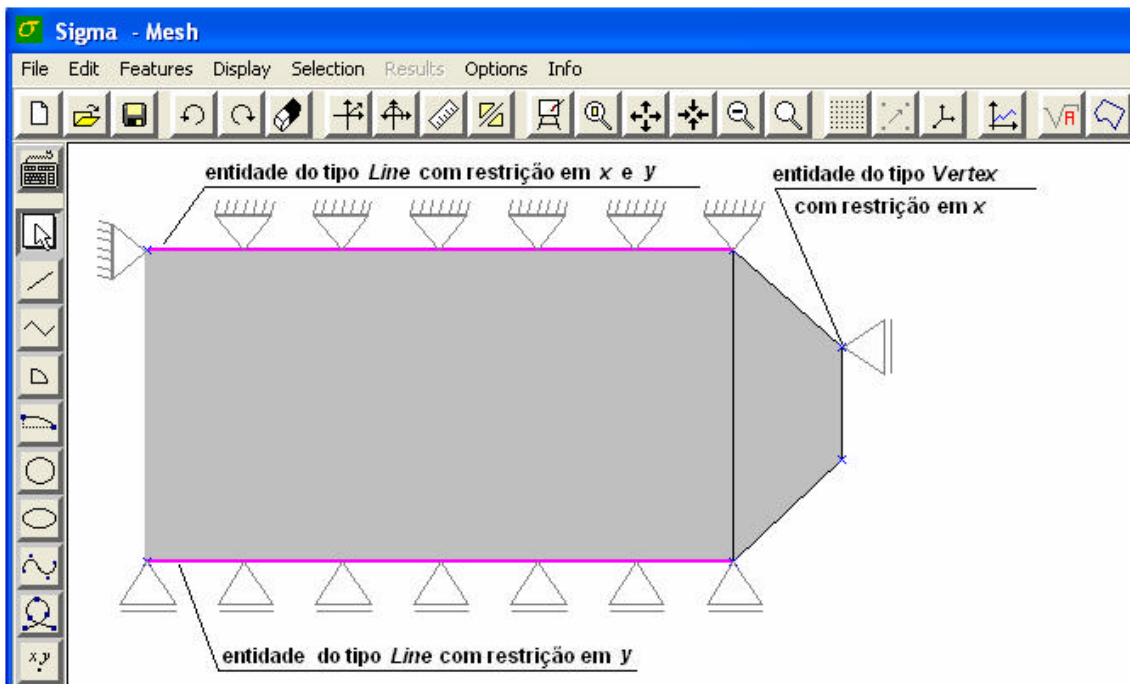 σ Sigma - Mesh
File Edit Features Display Selection Results Options Info
entidade do tipo Line com restrição em x e y
entidade do tipo Vertex
com restrição em x
entidade do tipo Line com restrição em y
x,y